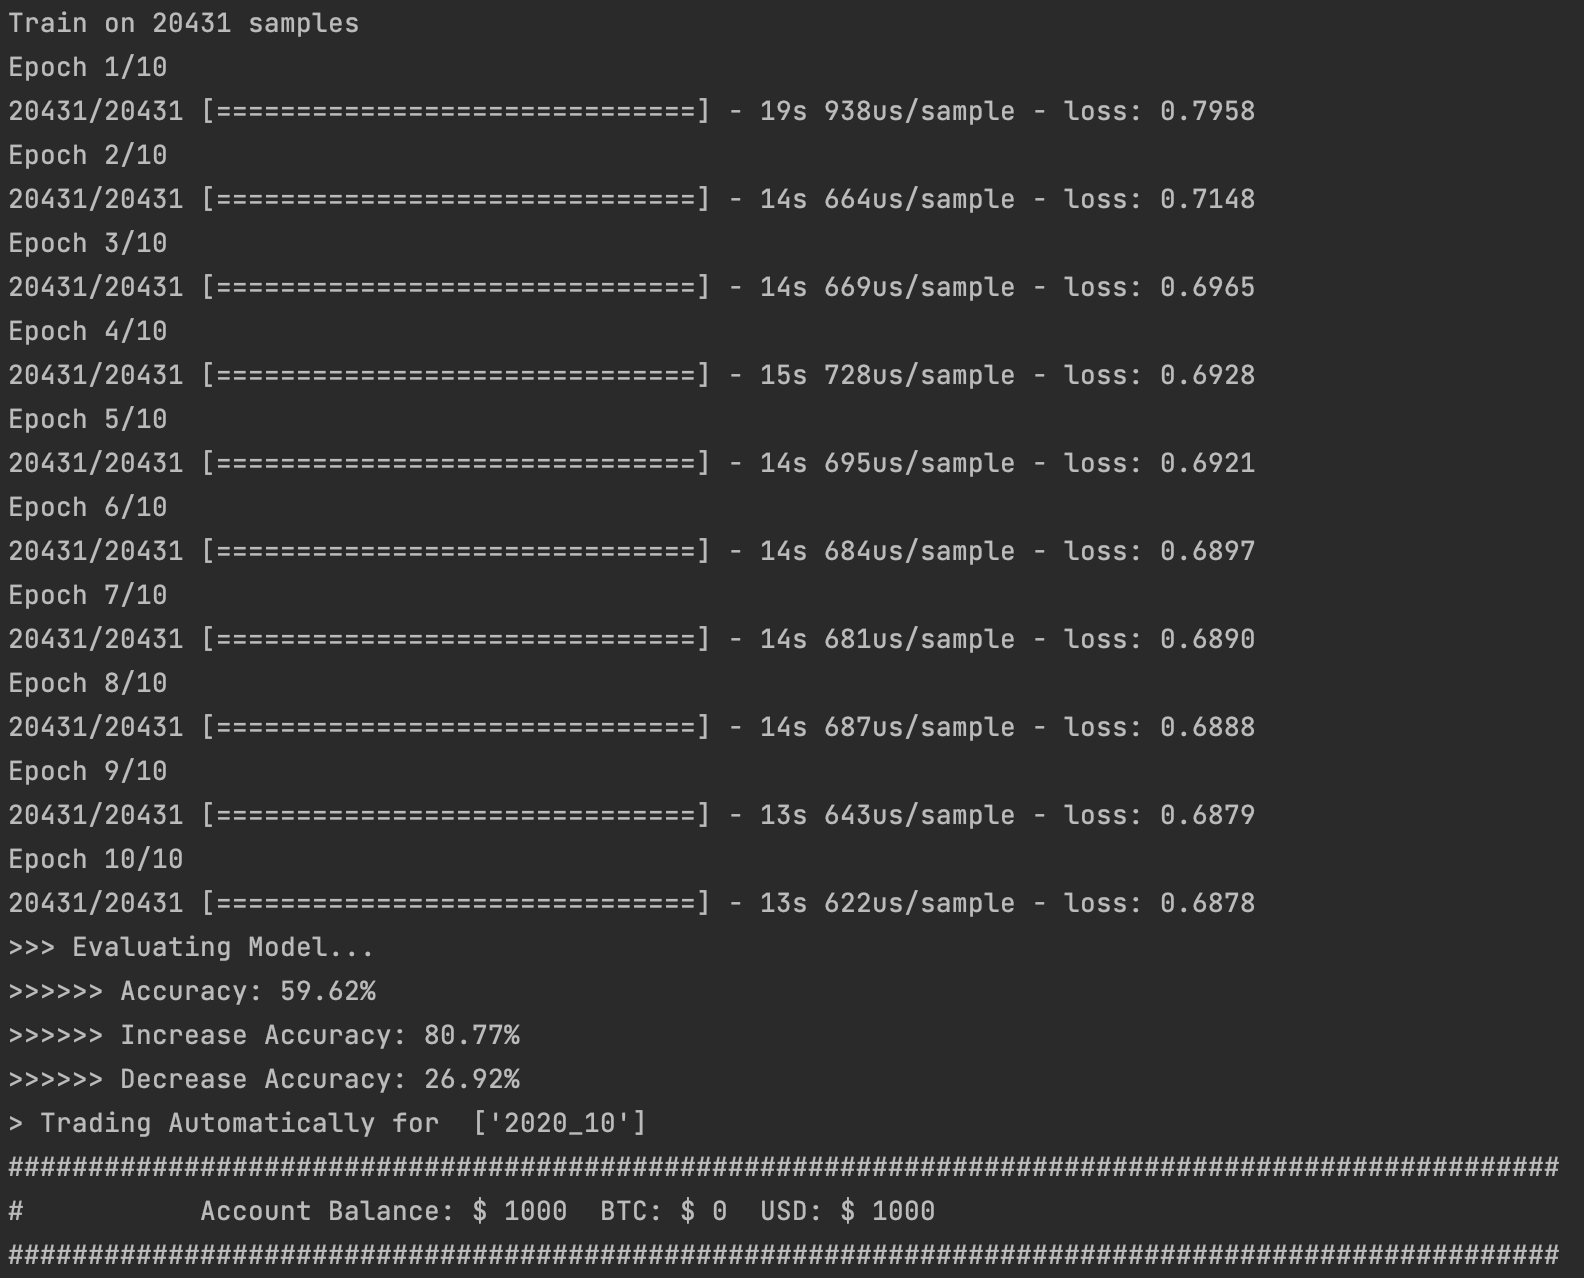 Train on 20431 samples
Epoch 1/10
20431/20431 [==============================] - 19s 938us/sample - loss: 0.7958
Epoch 2/10
20431/20431 [==============================] - 14s 664us/sample - loss: 0.7148
Epoch 3/10
20431/20431 [==============================] - 14s 669us/sample - loss: 0.6965
Epoch 4/10
20431/20431 [==============================] - 15s 728us/sample - loss: 0.6928
Epoch 5/10
20431/20431 [==============================] - 14s 695us/sample - loss: 0.6921
Epoch 6/10
20431/20431 [==============================] - 14s 684us/sample - loss: 0.6897
Epoch 7/10
20431/20431 [==============================] - 14s 681us/sample - loss: 0.6890
Epoch 8/10
20431/20431 [==============================] - 14s 687us/sample - loss: 0.6888
Epoch 9/10
20431/20431 [==============================] - 13s 643us/sample - loss: 0.6879
Epoch 10/10
20431/20431 [==============================] - 13s 622us/sample - loss: 0.6878
>>> Evaluating Model...
>>>>>> Accuracy: 59.62%
>>>>>> Increase Accuracy: 80.77%
>>>>>> Decrease Accuracy: 26.92%
> Trading Automatically for  ['2020_10']
#################################################################################################
#           Account Balance: $ 1000  BTC: $ 0  USD: $ 1000
#################################################################################################